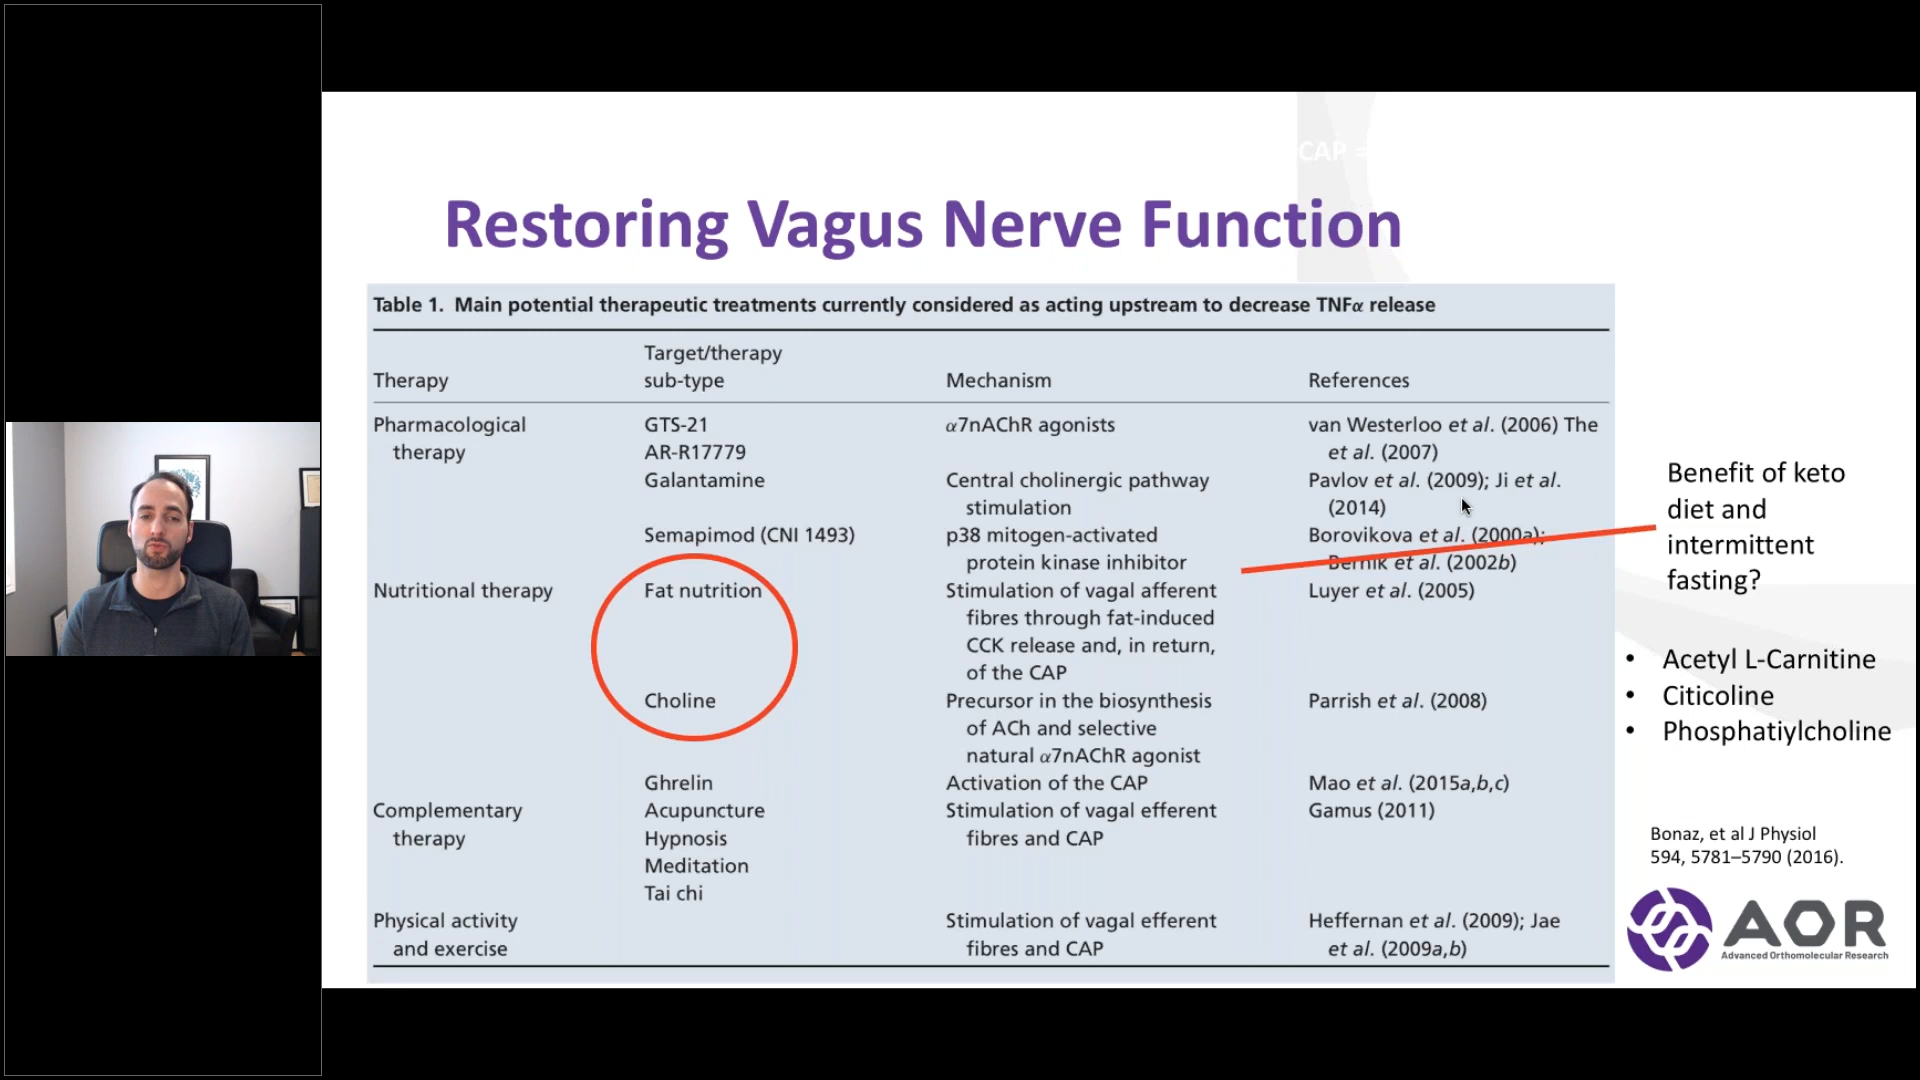 CAP =
Restoring Vagus Nerve Function
Table 1. Main potential therapeutic treatments currently considered as acting upstream to decrease TNFα release
Target/therapy
Therapy sub-type Mechanism References
Pharmacological GTS-21 α7nAChR agonists van Westerloo et al. (2006) The
therapy AR-R17779 et al. (2007)
Galantamine Central cholinergic pathway Pavlov et al. (2009); Ji et al.
stimulation (2014)
Semapimod (CNI 1493) p38 mitogen-activated Borovikova et al. (2000a);
protein kinase inhibitor Bernik et al. (2002b)
Nutritional therapy Fat nutrition Stimulation of vagal afferent Luyer et al. (2005)
fibres through fat-induced
CCK release and, in return,
of the CAP
Choline Precursor in the biosynthesis Parrish et al. (2008)
of ACh and selective
natural α7nAChR agonist
Ghrelin Activation of the CAP Mao et al. (2015a,b,c)
Complementary Acupuncture Stimulation of vagal efferent Gamus (2011)
therapy Hypnosis fibres and CAP
Meditation
Tai chi
Physical activity Stimulation of vagal efferent Heffernan et al. (2009); Jae
and exercise fibres and CAP et al. (2009a,b)
Benefit of keto
diet and
intermittent
fasting?
• Acetyl L-Carnitine
• Citicoline
• Phosphatiylcholine
Bonaz, et al J Physiol
594, 5781–5790 (2016).
AOR
Advanced Orthomolecular Research